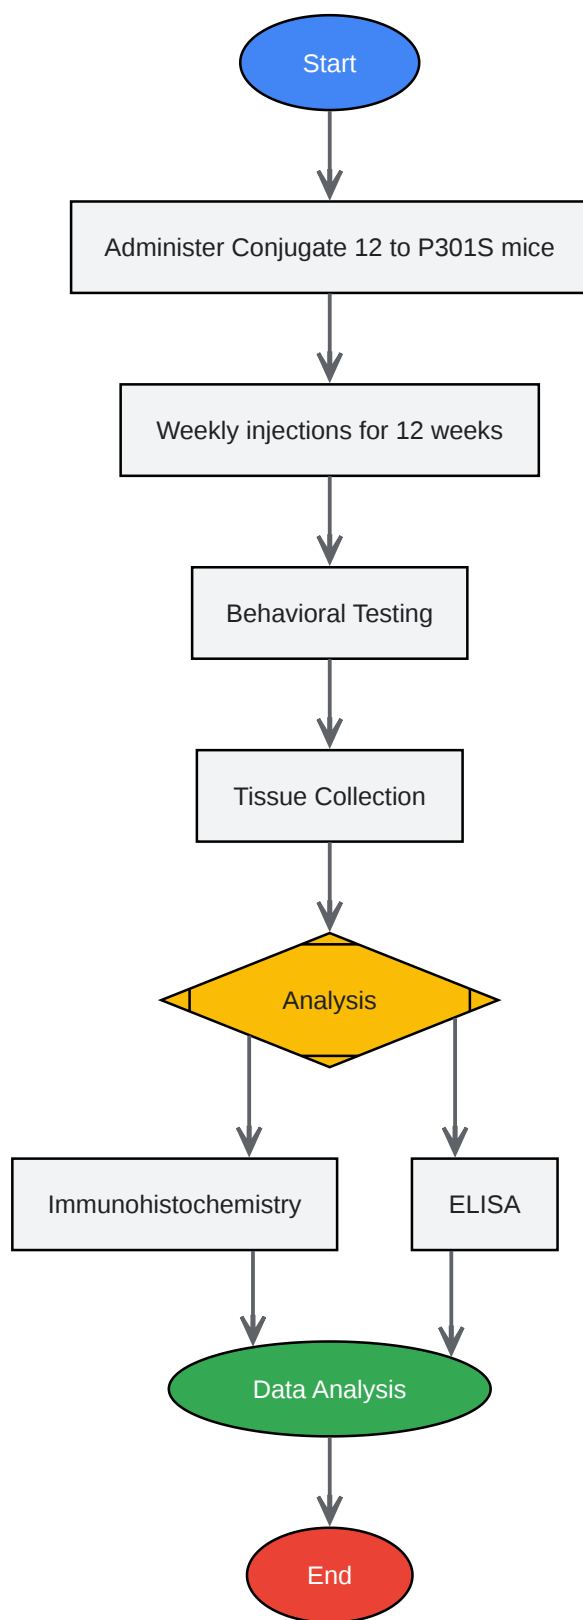 Start
Administer Conjugate 12 to P301S mice
Weekly injections for 12 weeks
Behavioral Testing
Tissue Collection
Analysis
Immunohistochemistry
ELISA
Data Analysis
End